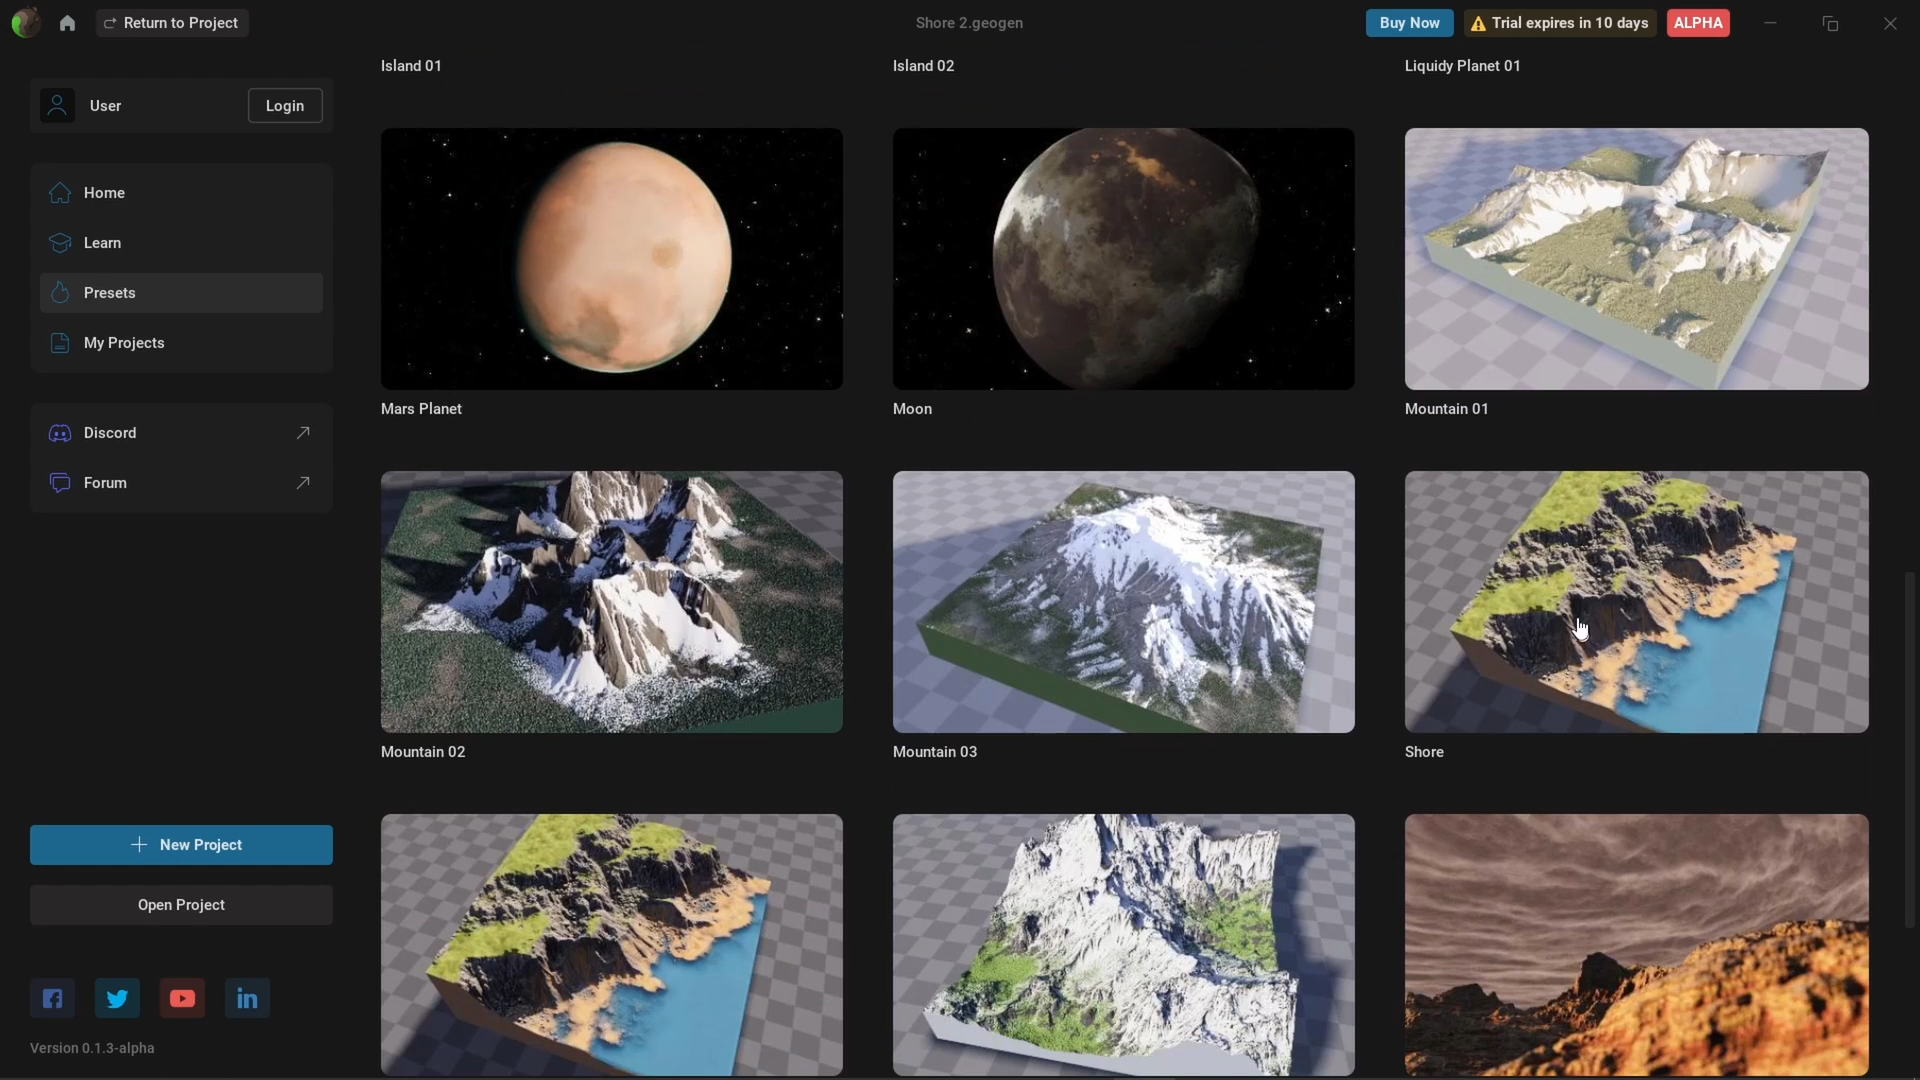 Return to Project
Shore 2.geogen
Buy Now
Trial expires in 10 days
ALPHA
User
Login
Home
Learn
Presets
My Projects
Discord
Forum
New Project
Open Project
Version 0.1.3-alpha
Island 01
Island 02
Liquidy Planet 01
Mars Planet
Moon
Mountain 01
Mountain 02
Mountain 03
Shore